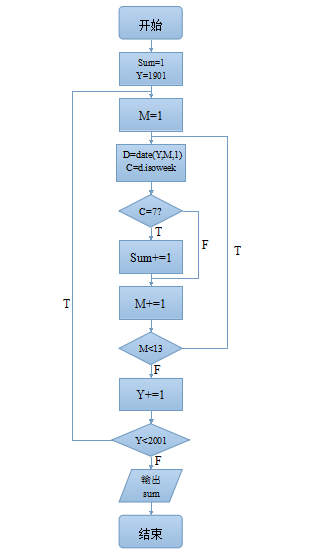 开始
Sum=1
Y=1901
M=1
D=date(Y,M,1)
C=d.isoweek
C=7?
T
F
Sum+=1
T
M+=1
T
M<13
F
Y+=1
Y<2001
F
输出
sum
结束